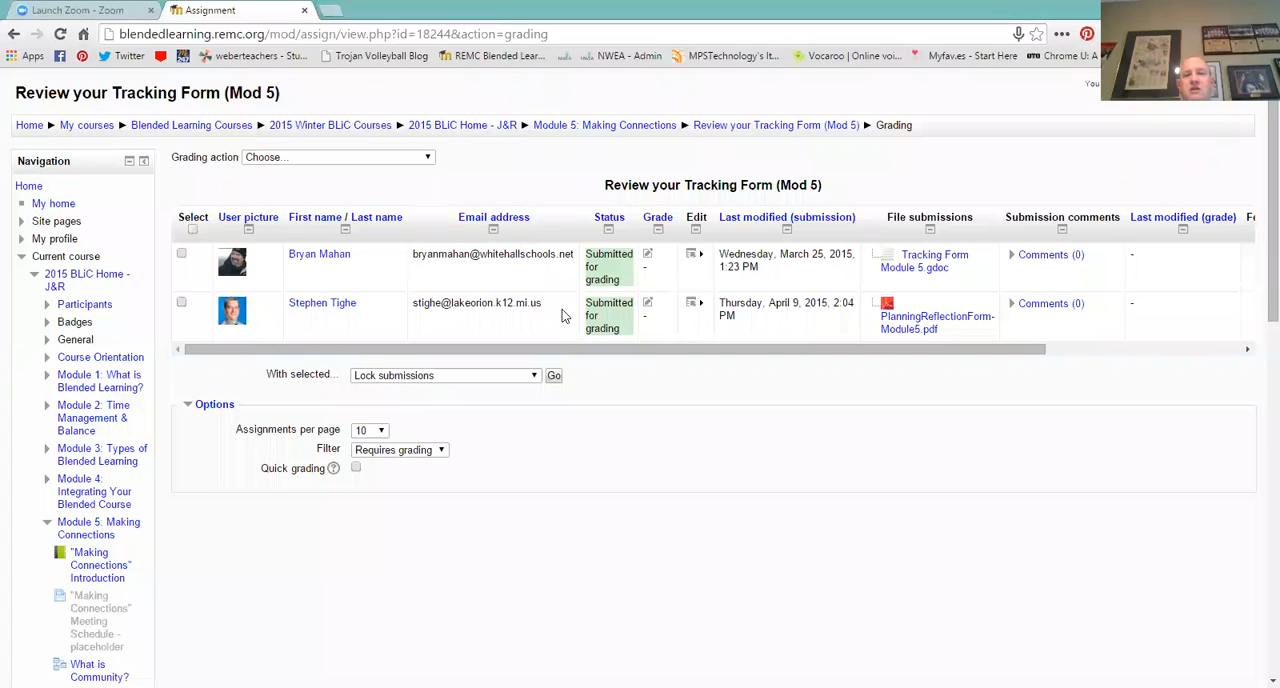 Launch Zoom - Zoom × Assignment ×
blendedlearning.remc.org/mod/assign/view.php?id=18244&action=grading
Apps Twitter weberteachers - Stu... Trojan Volleyball Blog REMC Blended Lear... NWEA - Admin MPSTechnology's I... Vocaroo | Online voi... Myfav.es - Start Here OTD Chrome U: A
Review your Tracking Form (Mod 5) You
Home ► My courses ► Blended Learning Courses ► 2015 Winter BLiC Courses ► 2015 BLiC Home - J&R ► Module 5: Making Connections ► Review your Tracking Form (Mod 5) ► Grading
Navigation
Home
My home
Site pages
My profile
Current course
2015 BLiC Home -
J&R
Participants
Badges
General
Course Orientation
Module 1: What is
Blended Learning?
Module 2: Time
Management &
Balance
Module 3: Types of
Blended Learning
Module 4:
Integrating Your
Blended Course
Module 5: Making
Connections
"Making
Connections"
Introduction
"Making
Connections"
Meeting
Schedule -
placeholder
What is
Community?
Grading action Choose...
Review your Tracking Form (Mod 5)
Select User picture First name / Last name Email address Status Grade Edit Last modified (submission) File submissions Submission comments Last modified (grade) Fe
Bryan Mahan bryanmahan@whitehallschools.net Submitted for grading - Wednesday, March 25, 2015, 1:23 PM Tracking Form Module 5.gdoc Comments (0) -
Stephen Tighe stighe@lakeorion.k12.mi.us Submitted for grading - Thursday, April 9, 2015, 2:04 PM PlanningReflectionForm-Module5.pdf Comments (0) -
With selected... Lock submissions Go
Options
Assignments per page 10
Filter Requires grading
Quick grading ?